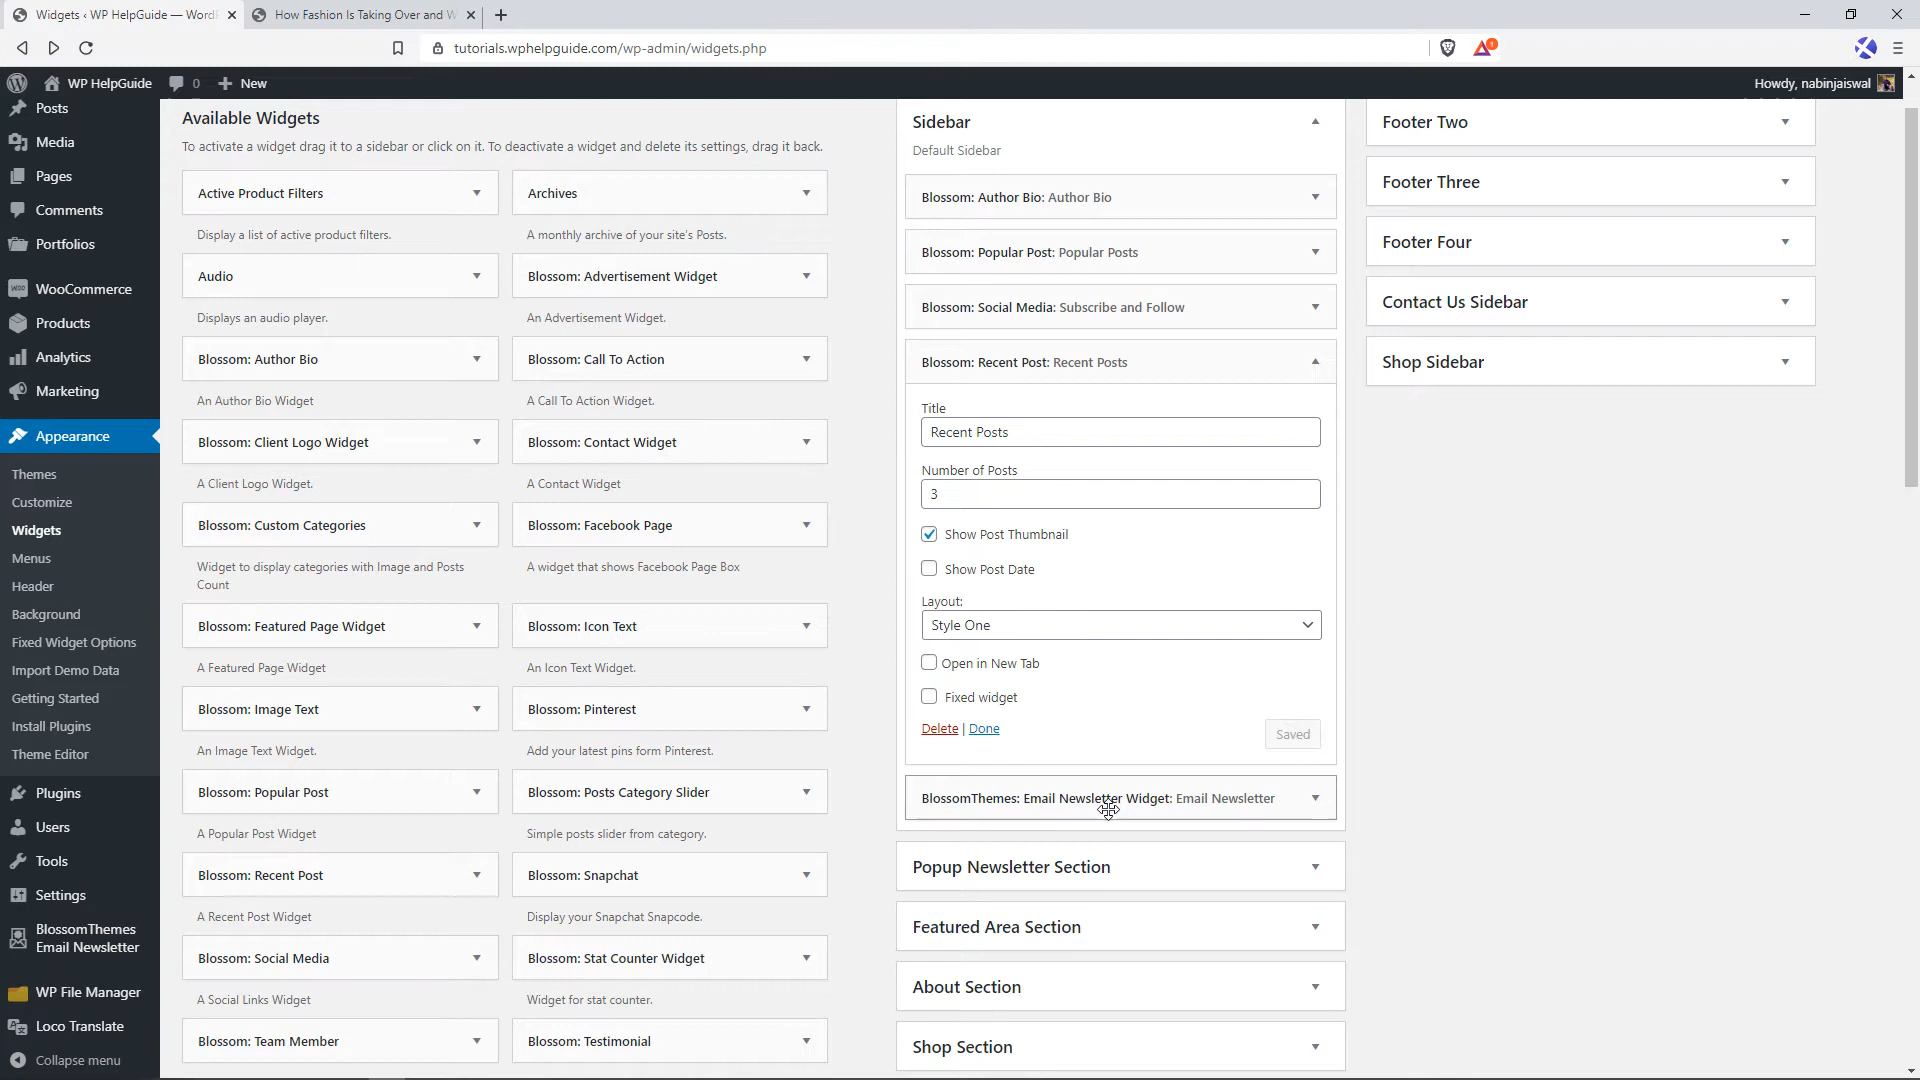 Widgets ‹ WP HelpGuide — Word
How Fashion Is Taking Over and W
tutorials.wphelpguide.com/wp-admin/widgets.php
1
WP HelpGuide
0
New
Howdy, nabinjaiswal
Posts
Media
Pages
Comments
Portfolios
WooCommerce
Products
Analytics
Marketing
Appearance
Themes
Customize
Widgets
Menus
Header
Background
Fixed Widget Options
Import Demo Data
Getting Started
Install Plugins
Theme Editor
Plugins
Users
Tools
Settings
BlossomThemes
Email Newsletter
WP File Manager
Loco Translate
Collapse menu
Available Widgets
To activate a widget drag it to a sidebar or click on it. To deactivate a widget and delete its settings, drag it back.
Active Product Filters
Display a list of active product filters.
Archives
A monthly archive of your site's Posts.
Audio
Displays an audio player.
Blossom: Advertisement Widget
An Advertisement Widget.
Blossom: Author Bio
An Author Bio Widget
Blossom: Call To Action
A Call To Action Widget.
Blossom: Client Logo Widget
A Client Logo Widget.
Blossom: Contact Widget
A Contact Widget
Blossom: Custom Categories
Widget to display categories with Image and Posts
Count
Blossom: Facebook Page
A widget that shows Facebook Page Box
Blossom: Featured Page Widget
A Featured Page Widget
Blossom: Icon Text
An Icon Text Widget.
Blossom: Image Text
An Image Text Widget.
Blossom: Pinterest
Add your latest pins form Pinterest.
Blossom: Popular Post
A Popular Post Widget
Blossom: Posts Category Slider
Simple posts slider from category.
Blossom: Recent Post
A Recent Post Widget
Blossom: Snapchat
Display your Snapchat Snapcode.
Blossom: Social Media
A Social Links Widget
Blossom: Stat Counter Widget
Widget for stat counter.
Blossom: Team Member
Blossom: Testimonial
Sidebar
Default Sidebar
Blossom: Author Bio: Author Bio
Blossom: Popular Post: Popular Posts
Blossom: Social Media: Subscribe and Follow
Blossom: Recent Post: Recent Posts
Title
Recent Posts
Number of Posts
3
Show Post Thumbnail
Show Post Date
Layout:
Style One
Open in New Tab
Fixed widget
Delete | Done
Saved
BlossomThemes: Email Newsletter Widget: Email Newsletter
Popup Newsletter Section
Featured Area Section
About Section
Shop Section
Footer Two
Footer Three
Footer Four
Contact Us Sidebar
Shop Sidebar